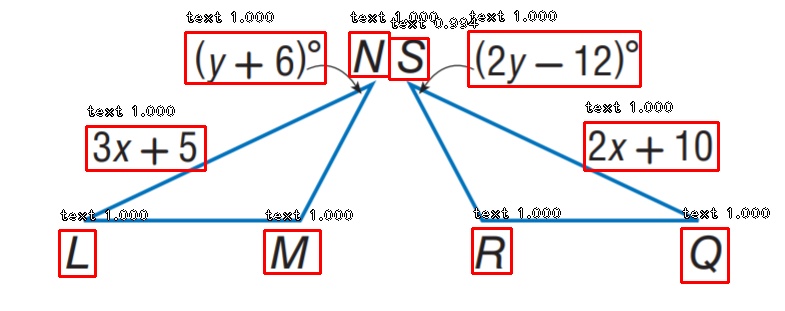 text 1.000 text 1.000 text 0.994 text 1.000
(y + 6)° N S (2y − 12)°
text 1.000 text 1.000
3x + 5 2x + 10
text 1.000 text 1.000 text 1.000 text 1.000
L M R Q